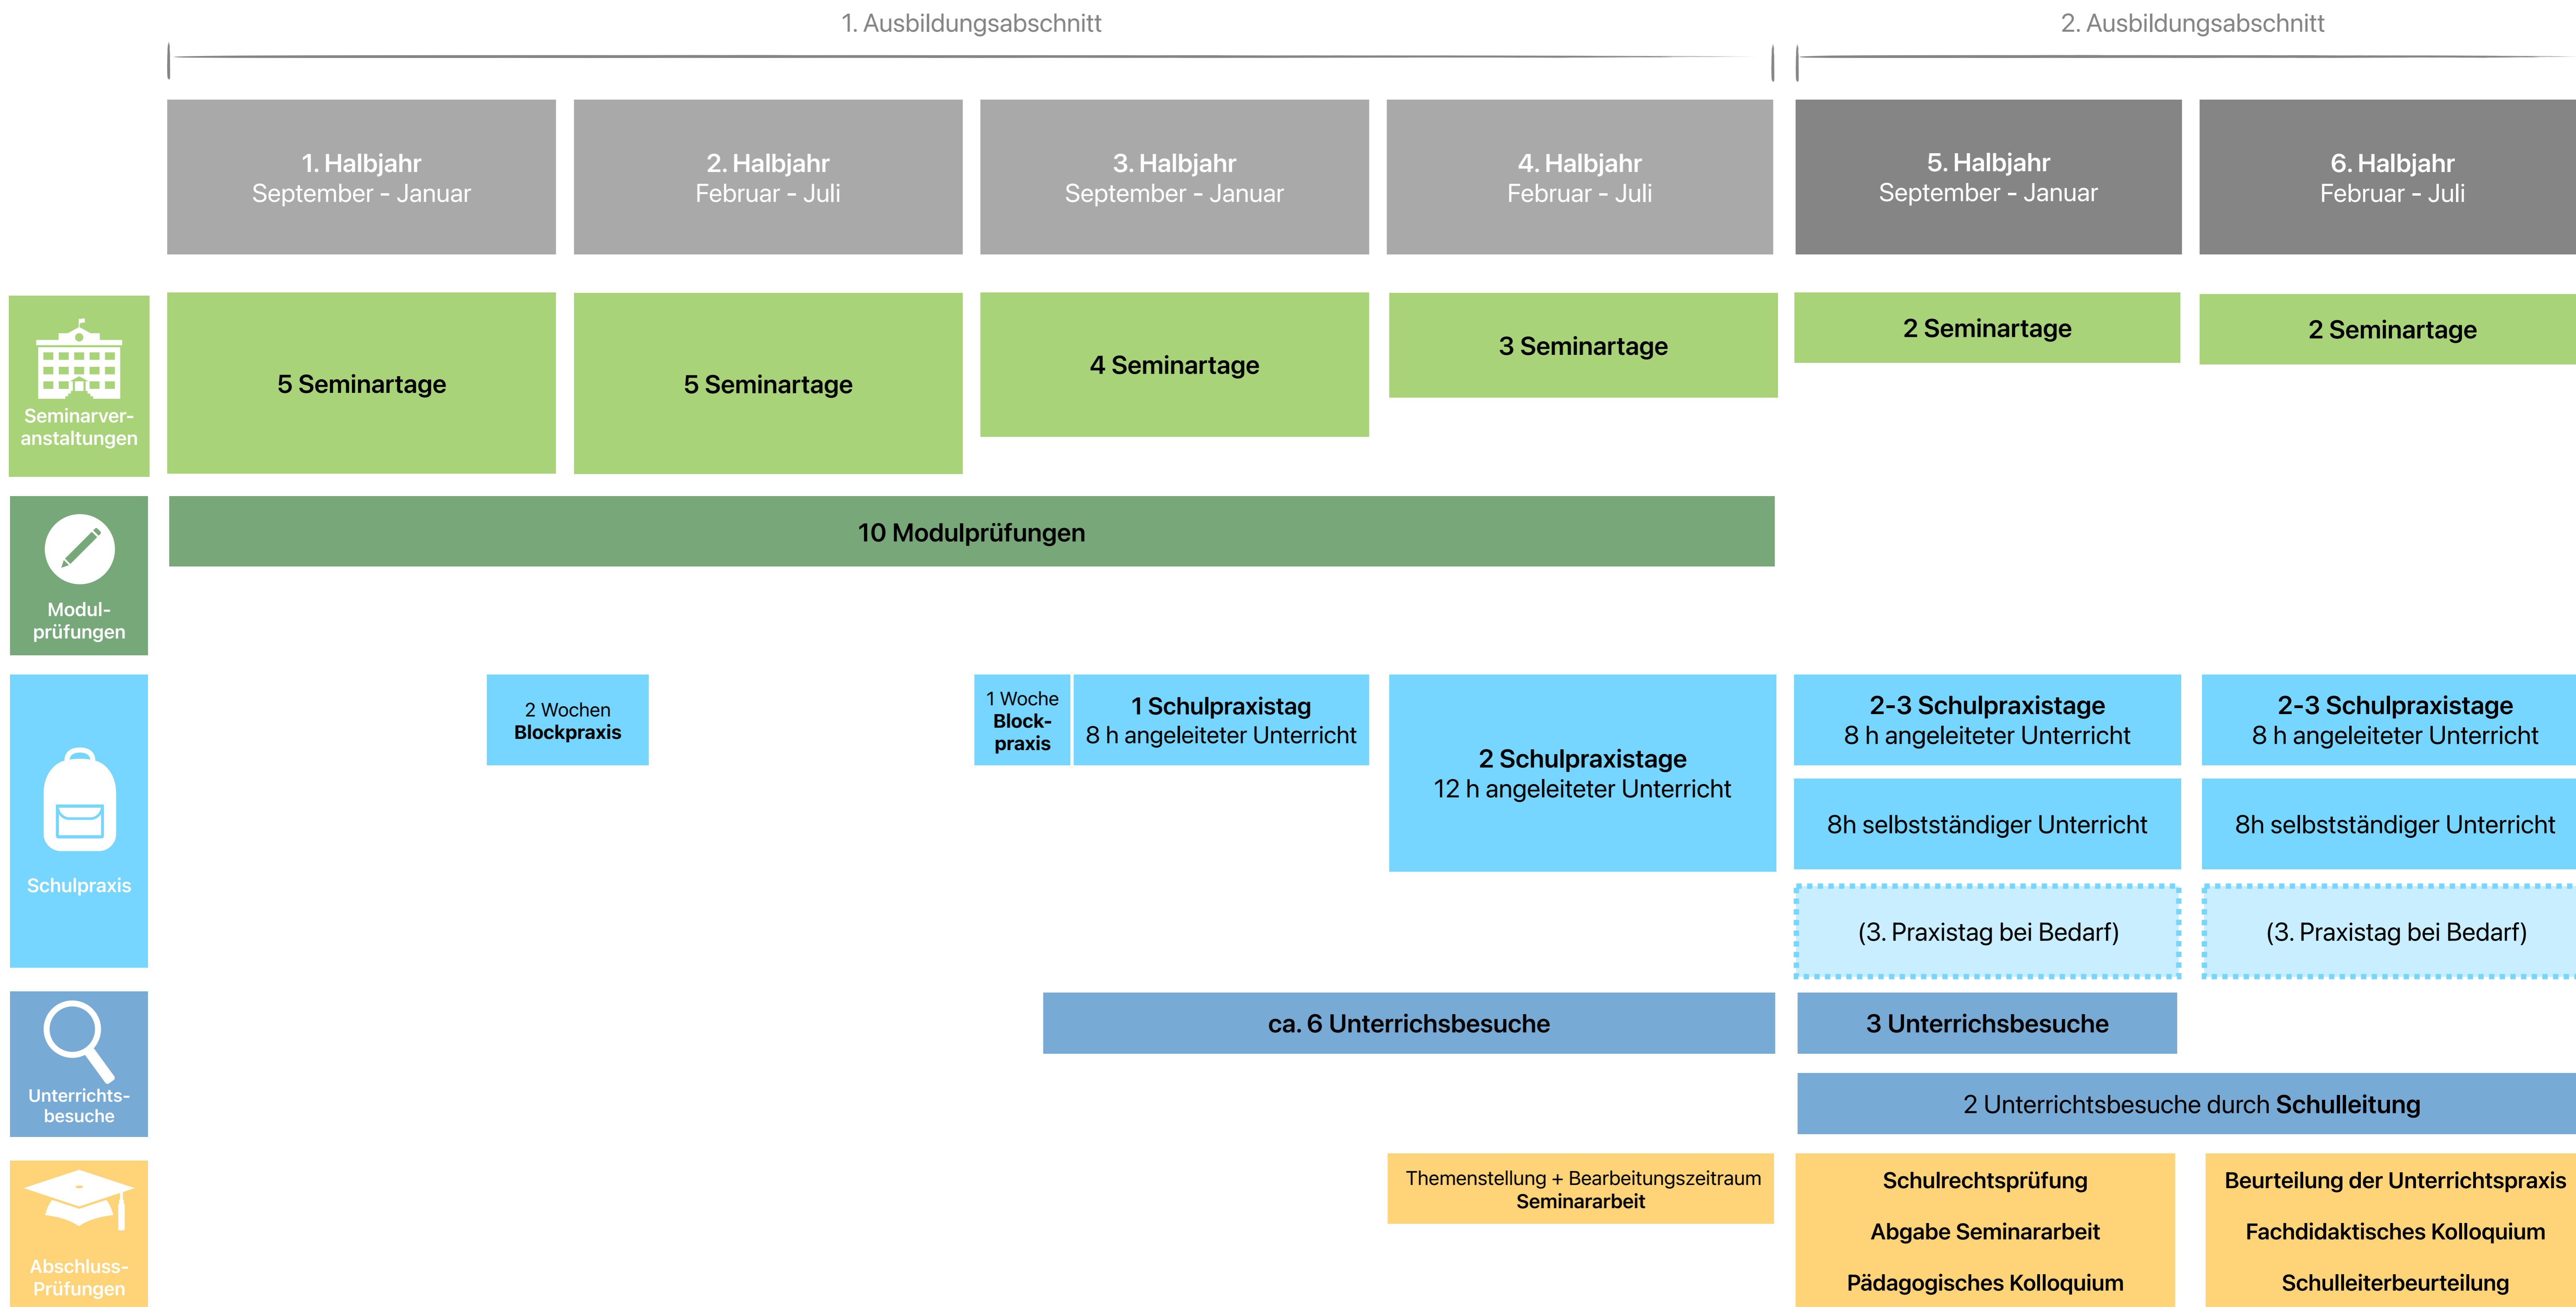 1. Ausbildungsabschnitt
2. Ausbildungsabschnitt
1. Halbjahr
September - Januar
2. Halbjahr
Februar - Juli
3. Halbjahr
September - Januar
4. Halbjahr
Februar - Juli
5. Halbjahr
September - Januar
6. Halbjahr
Februar - Juli
Seminarver-
anstaltungen
5 Seminartage
5 Seminartage
4 Seminartage
3 Seminartage
2 Seminartage
2 Seminartage
Modul-
prüfungen
10 Modulprüfungen
Schulpraxis
2 Wochen
Blockpraxis
1 Woche
Block-
praxis
1 Schulpraxistag
8 h angeleiteter Unterricht
2 Schulpraxistage
12 h angeleiteter Unterricht
2-3 Schulpraxistage
8 h angeleiteter Unterricht
8h selbstständiger Unterricht
(3. Praxistag bei Bedarf)
2-3 Schulpraxistage
8 h angeleiteter Unterricht
8h selbstständiger Unterricht
(3. Praxistag bei Bedarf)
Unterrichts-
besuche
ca. 6 Unterrichsbesuche
3 Unterrichsbesuche
2 Unterrichtsbesuche durch Schulleitung
Abschluss-
Prüfungen
Themenstellung + Bearbeitungszeitraum
Seminararbeit
Schulrechtsprüfung
Abgabe Seminararbeit
Pädagogisches Kolloquium
Beurteilung der Unterrichtspraxis
Fachdidaktisches Kolloquium
Schulleiterbeurteilung